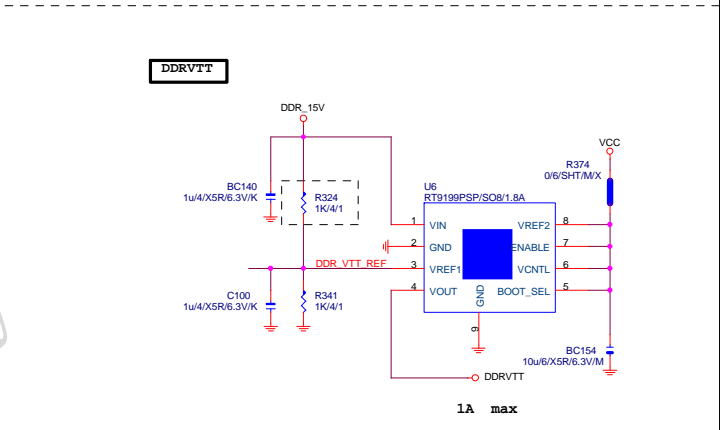 DDRVTT
DDR_15V
VCC
R374
0/6/SHT/M/X
BC140
1u/4/X5R/6.3V/K
R324
1K/4/1
U6
RT9199PSP/SO8/1.8A
1 VIN VREF2 8
2 GND ENABLE 7
DDR_VTT_REF 3 VREF1 VCNTL 6
4 VOUT BOOT_SEL 5
GND
9
C100
1u/4/X5R/6.3V/K
R341
1K/4/1
BC154
10u/6/X5R/6.3V/M
DDRVTT
1A max